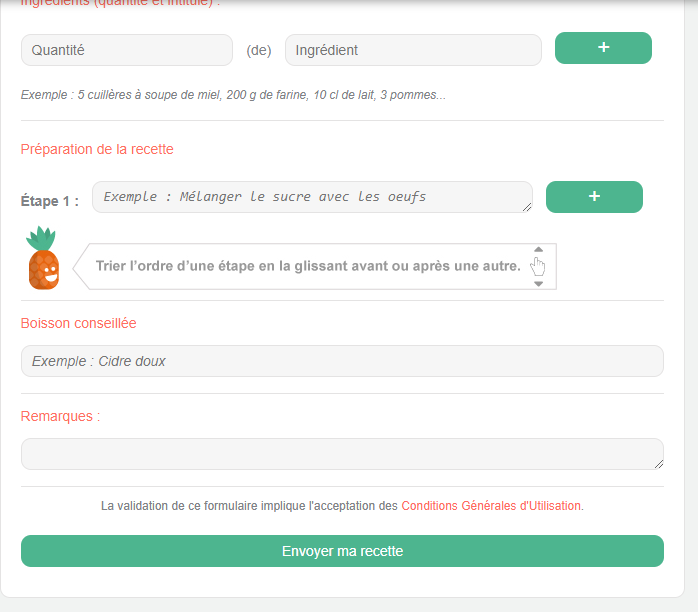 Ingrédients (quantité et intitulé) :
Quantité (de) Ingrédient +
Exemple : 5 cuillères à soupe de miel, 200 g de farine, 10 cl de lait, 3 pommes...
Préparation de la recette
Étape 1 : Exemple : Mélanger le sucre avec les oeufs +
Trier l'ordre d'une étape en la glissant avant ou après une autre.
Boisson conseillée
Exemple : Cidre doux
Remarques :
La validation de ce formulaire implique l'acceptation des Conditions Générales d'Utilisation.
Envoyer ma recette